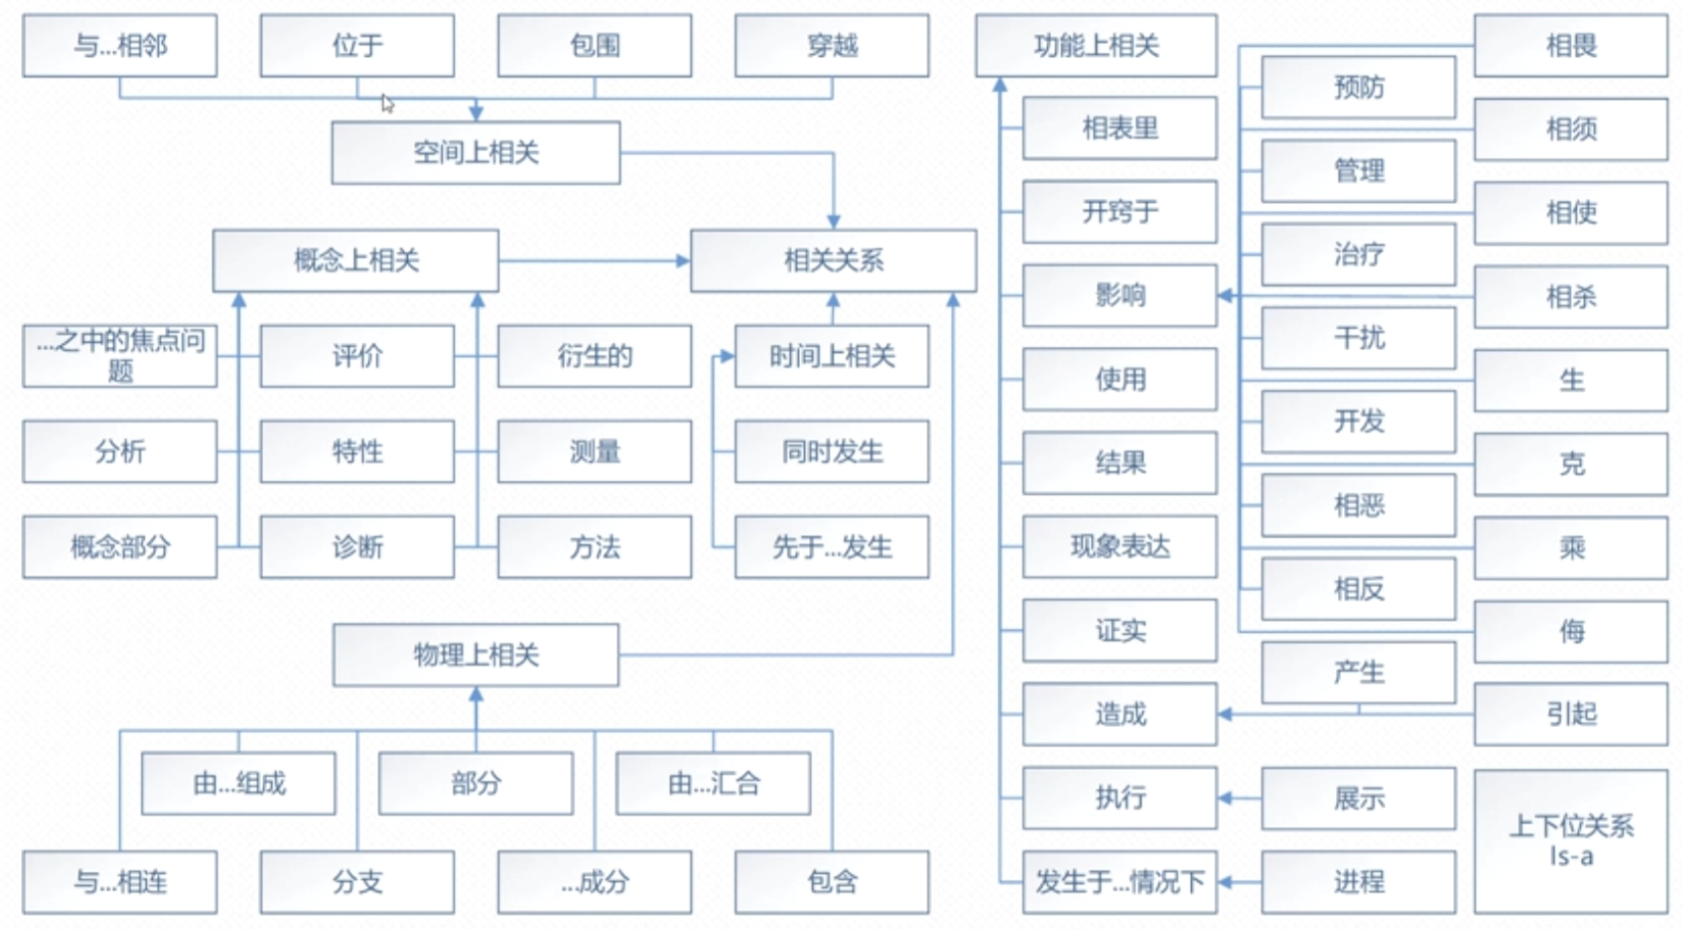 与...相邻
位于
包围
穿越
空间上相关
概念上相关
相关关系
...之中的焦点问
题
评价
衍生的
时间上相关
分析
特性
测量
同时发生
概念部分
诊断
方法
先于...发生
物理上相关
由...组成
部分
由...汇合
与...相连
分支
...成分
包含
功能上相关
相表里
开窍于
影响
使用
结果
现象表达
证实
造成
执行
发生于...情况下
预防
管理
治疗
干扰
开发
相恶
相反
产生
展示
进程
相畏
相须
相使
相杀
生
克
乘
侮
引起
上下位关系
Is-a